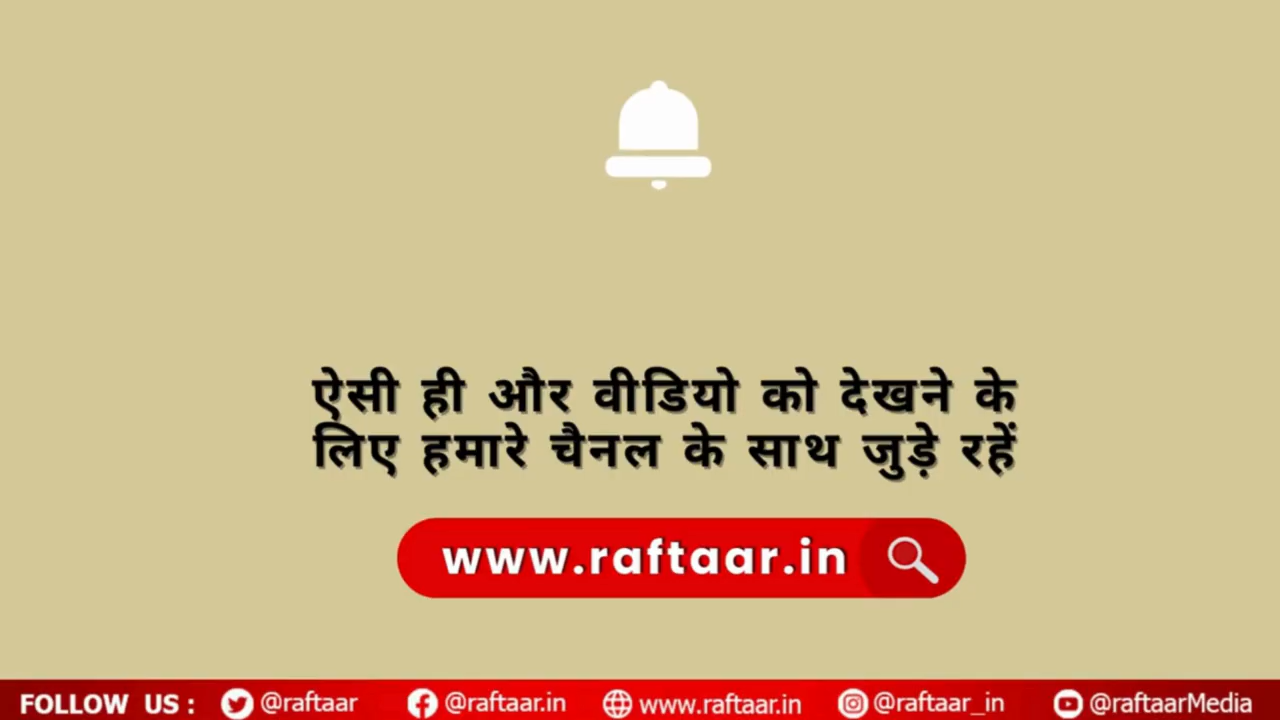 ऐसी ही और वीडियो को देखने के
लिए हमारे चैनल के साथ जुड़े रहें
www.raftaar.in
FOLLOW US : @raftaar @raftaar.in www.raftaar.in @raftaar_in @raftaarMedia